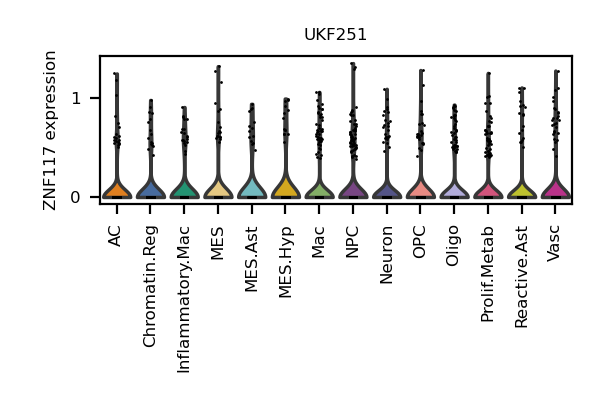 UKF251
ZNF117 expression
1
0
AC
Chromatin.Reg
Inflammatory.Mac
MES
MES.Ast
MES.Hyp
Mac
NPC
Neuron
OPC
Oligo
Prolif.Metab
Reactive.Ast
Vasc